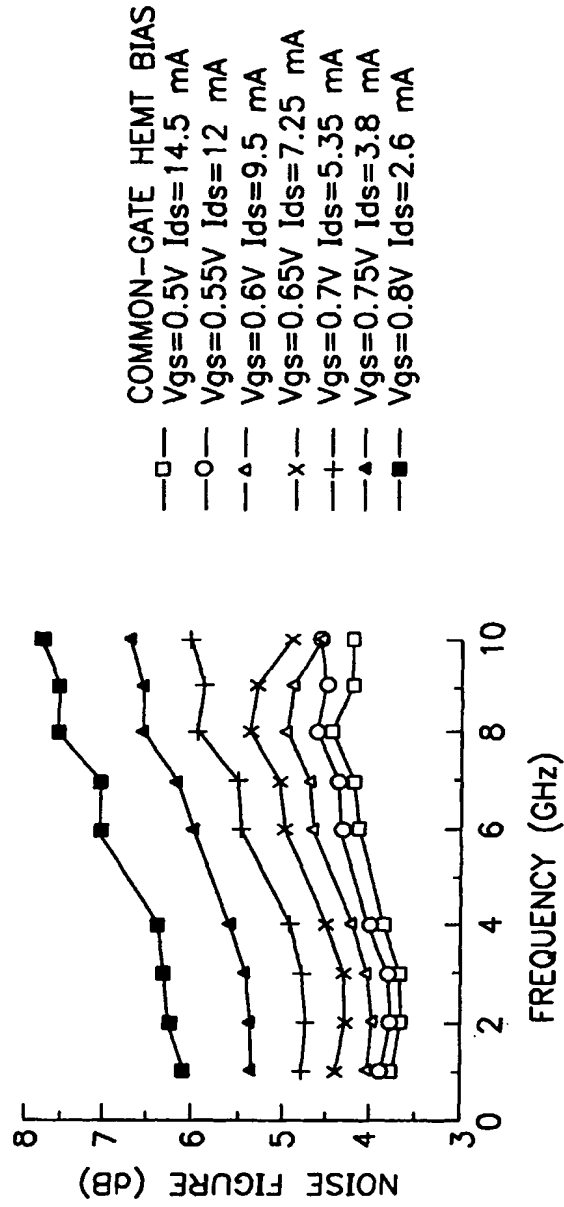 8
7
6
5
4
3
NOISE FIGURE (dB)
0
2
4
6
8
10
FREQUENCY (GHz)
COMMON-GATE HEMT BIAS
Vgs=0.5V Ids=14.5 mA
Vgs=0.55V Ids=12 mA
Vgs=0.6V Ids=9.5 mA
Vgs=0.65V Ids=7.25 mA
Vgs=0.7V Ids=5.35 mA
Vgs=0.75V Ids=3.8 mA
Vgs=0.8V Ids=2.6 mA